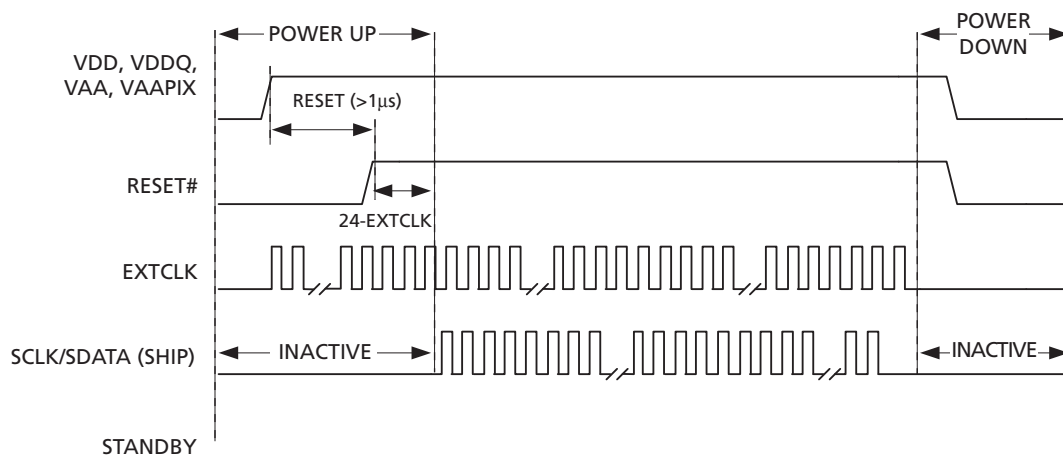 POWER UP
POWER
DOWN
VDD, VDDQ,
VAA, VAAPIX
RESET (>1μs)
RESET#
24-EXTCLK
EXTCLK
SCLK/SDATA (SHIP)
INACTIVE
INACTIVE
STANDBY